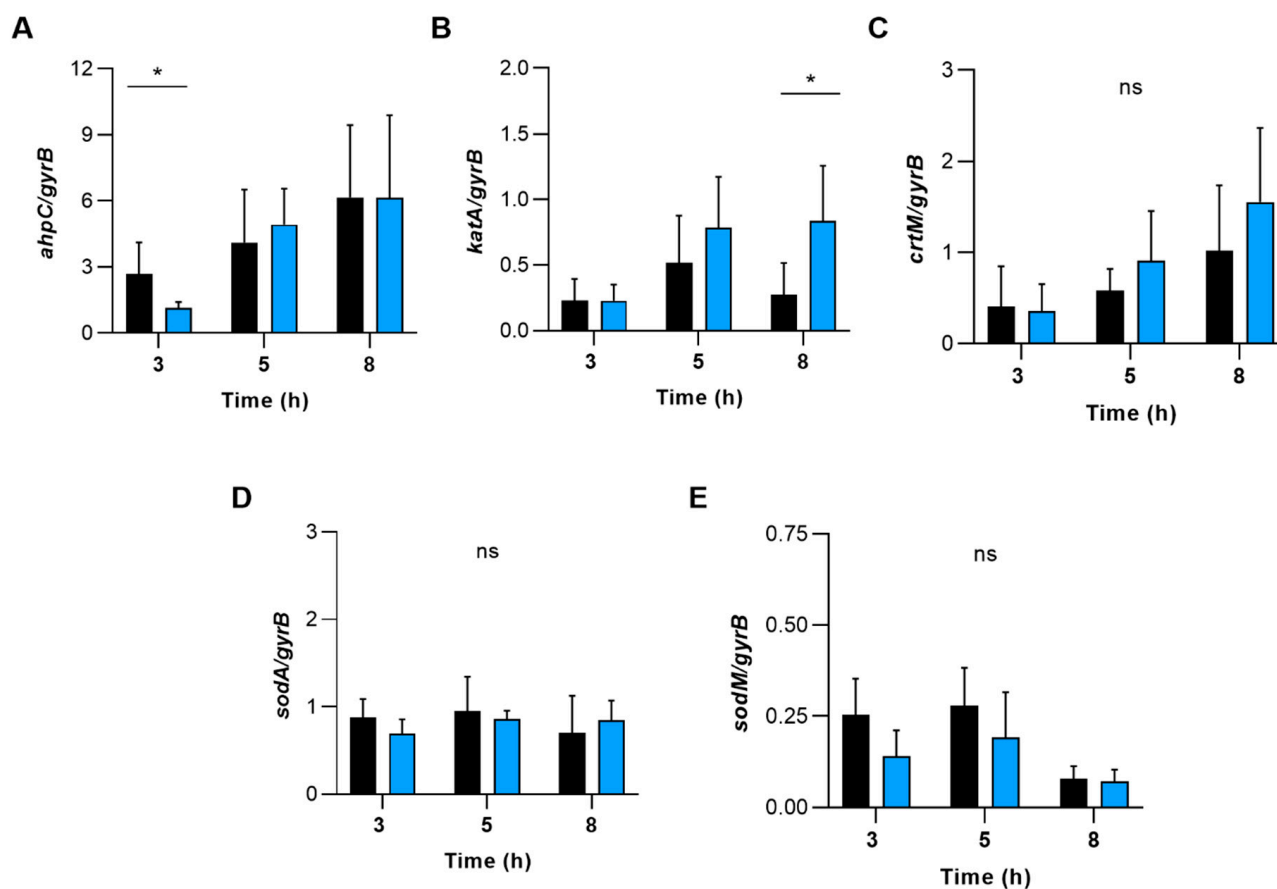 A
*
12
9
6
3
0
ahpC/gyrB
3 5 8
Time (h)
B
*
2.0
1.5
1.0
0.5
0.0
katA/gyrB
3 5 8
Time (h)
C
ns
3
2
1
0
crtM/gyrB
3 5 8
Time (h)
D
ns
3
2
1
0
sodA/gyrB
3 5 8
Time (h)
E
ns
0.75
0.50
0.25
0.00
sodM/gyrB
3 5 8
Time (h)